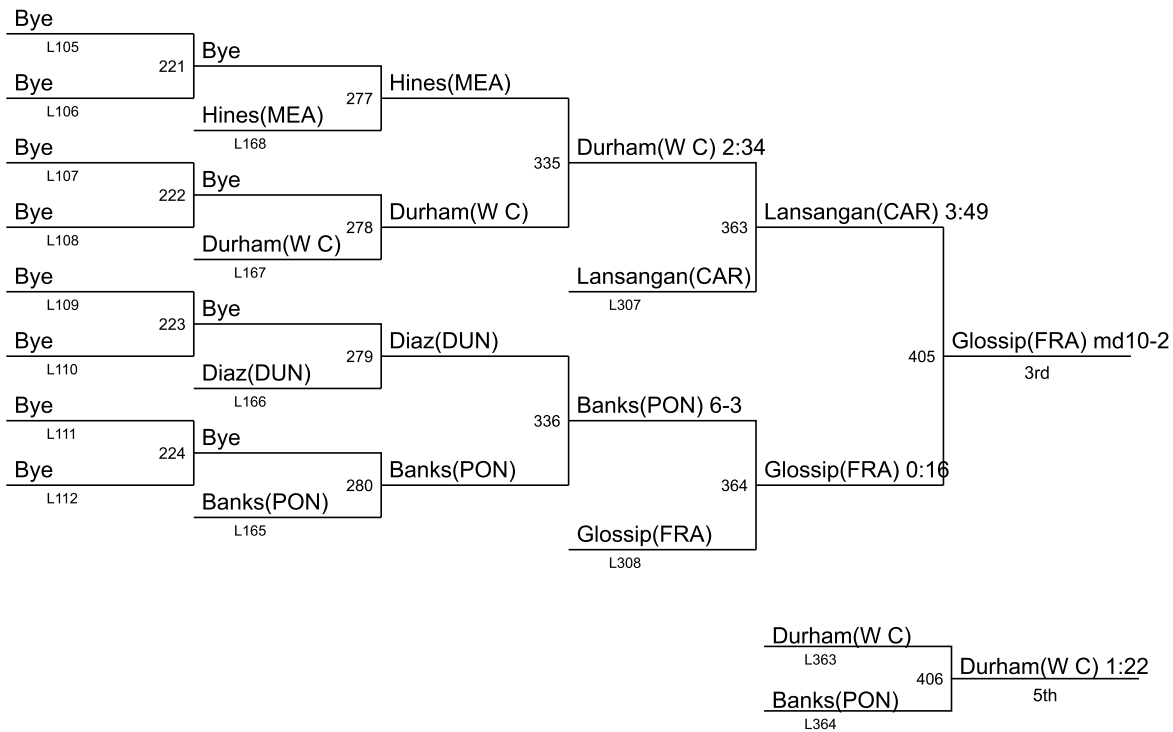 Bye
L105
221
Bye
Bye
L106
277
Hines(MEA)
Hines(MEA)
L168
Bye
L107
335
Durham(W C) 2:34
222
Bye
Bye
L108
278
Durham(W C)
363
Lansangan(CAR) 3:49
Durham(W C)
L167
Bye
L109
Lansangan(CAR)
L307
223
Bye
Bye
L110
279
Diaz(DUN)
405
Glossip(FRA) md10-2
3rd
Diaz(DUN)
L166
Bye
L111
336
Banks(PON) 6-3
224
Bye
Bye
L112
280
Banks(PON)
364
Glossip(FRA) 0:16
Banks(PON)
L165
Glossip(FRA)
L308
Durham(W C)
L363
406
Durham(W C) 1:22
5th
Banks(PON)
L364